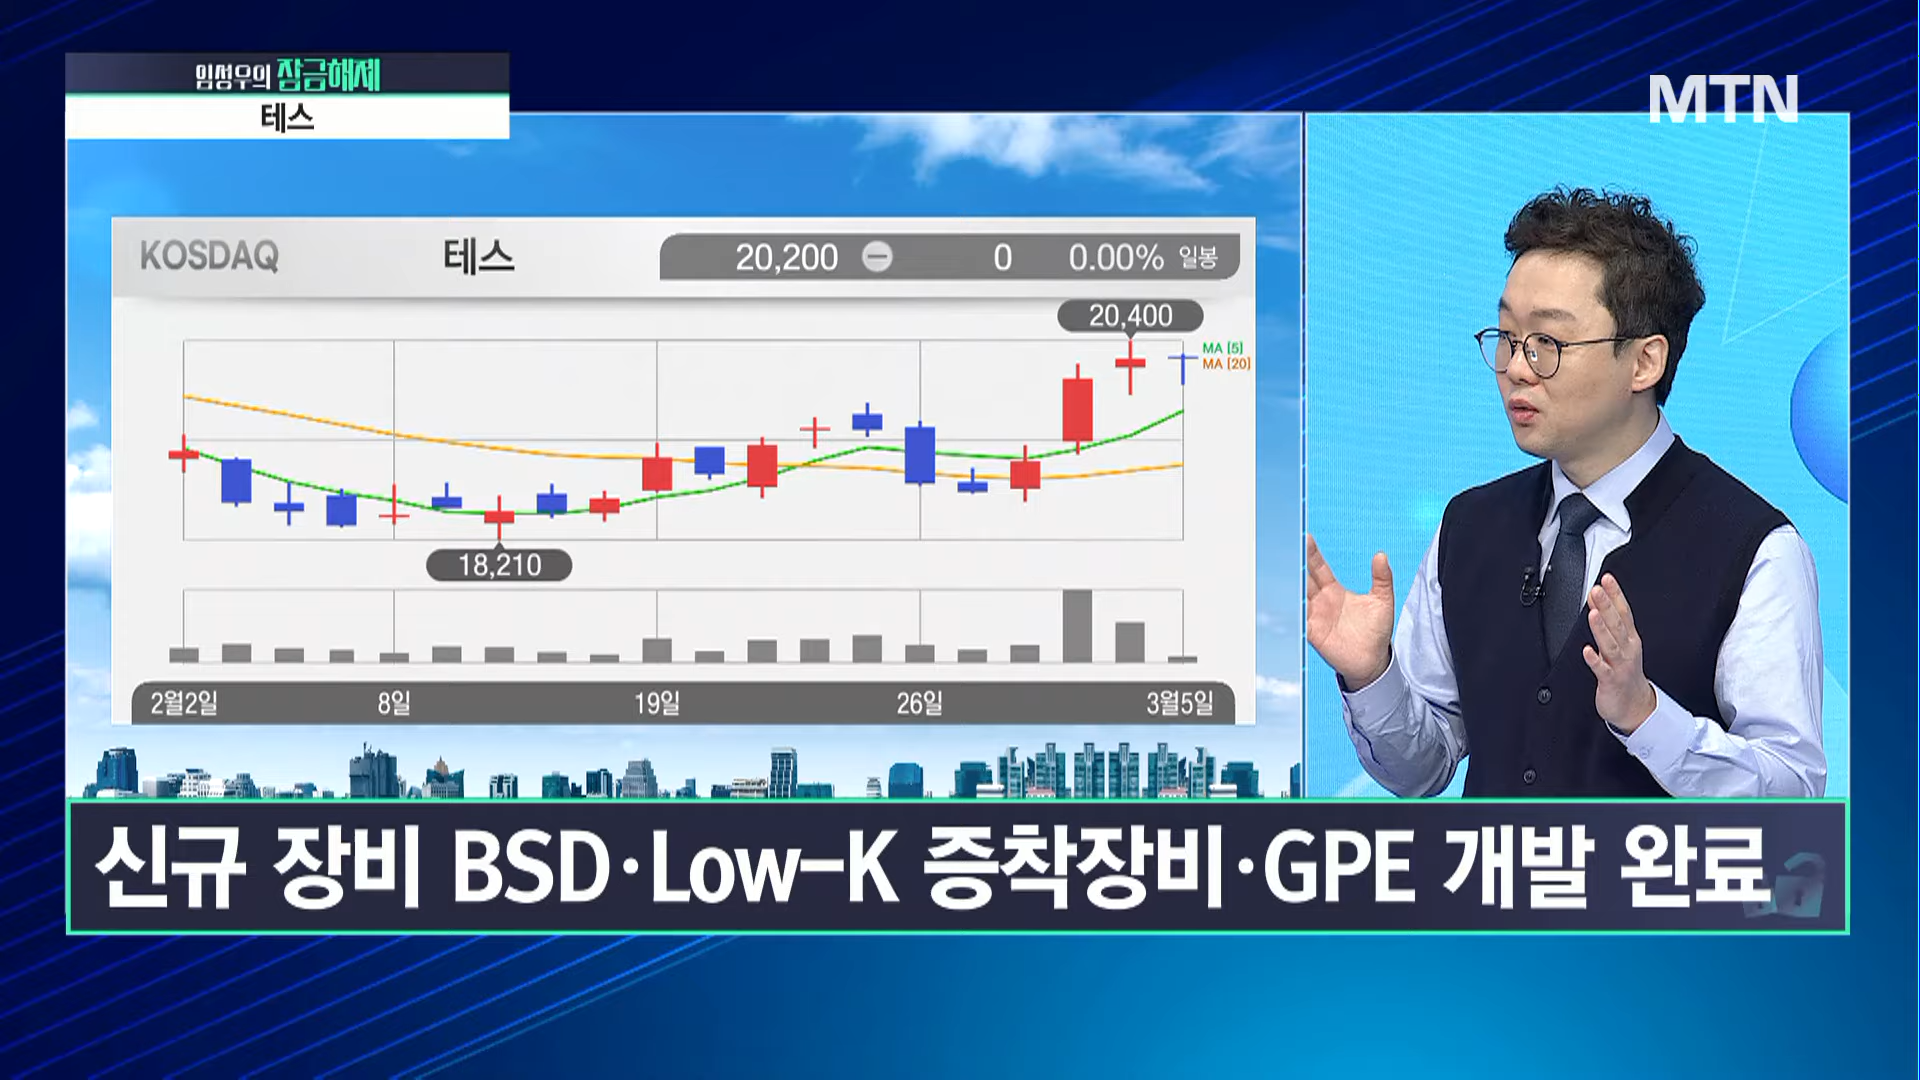 임성우의 잠금해제
테스
MTN
KOSDAQ 테스 20,200 0 0.00% 일봉
20,400
MA (5)
MA (20)
18,210
2월2일 8일 19일 26일 3월5일
신규 장비 BSD·Low-K 증착장비·GPE 개발 완료